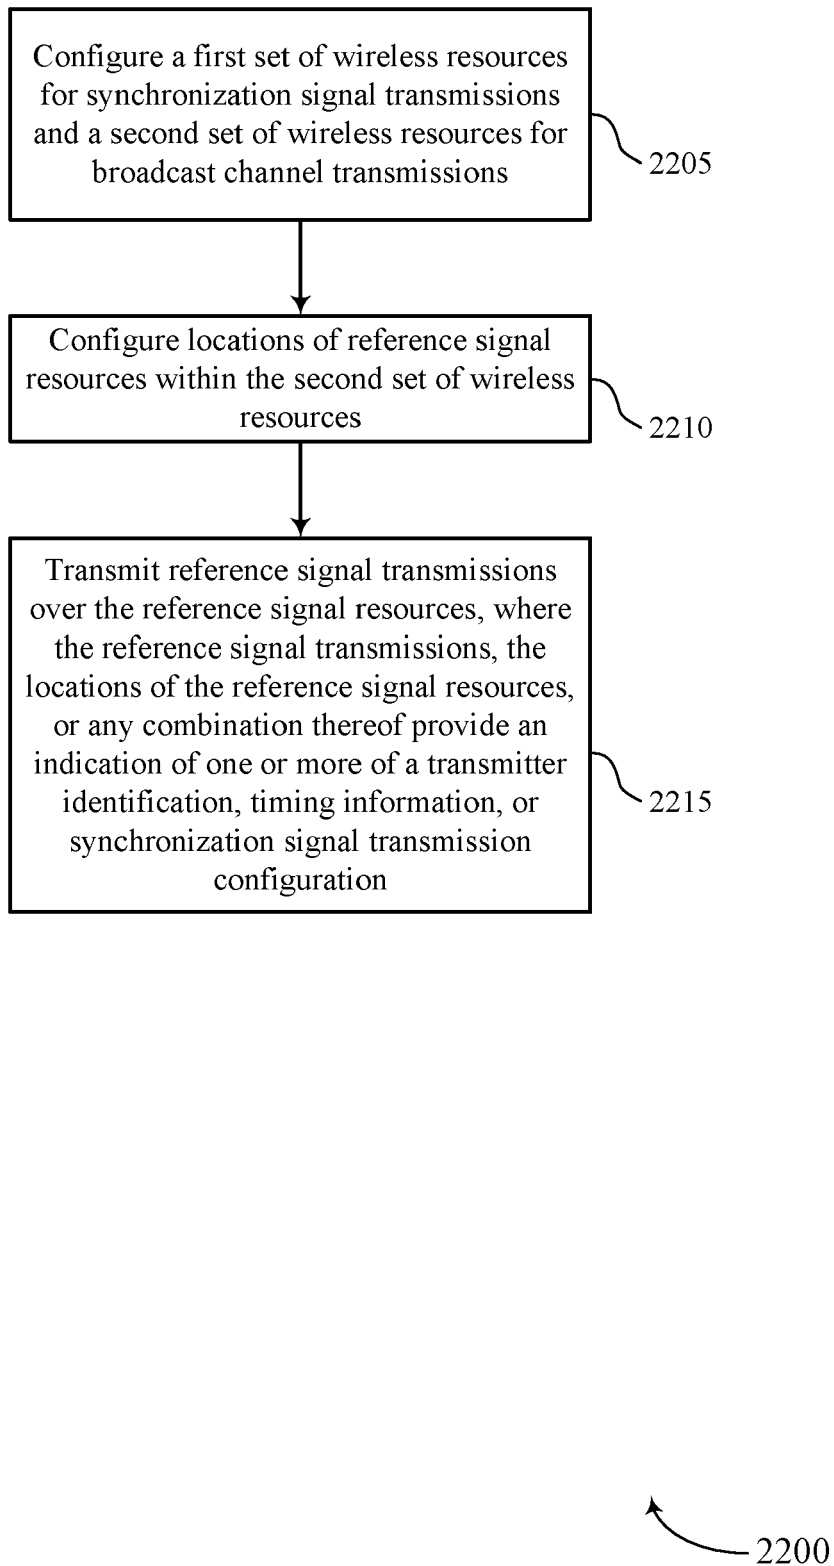 Configure a first set of wireless resources
for synchronization signal transmissions
and a second set of wireless resources for
broadcast channel transmissions
2205
Configure locations of reference signal
resources within the second set of wireless
resources
2210
Transmit reference signal transmissions
over the reference signal resources, where
the reference signal transmissions, the
locations of the reference signal resources,
or any combination thereof provide an
indication of one or more of a transmitter
identification, timing information, or
synchronization signal transmission
configuration
2215
2200